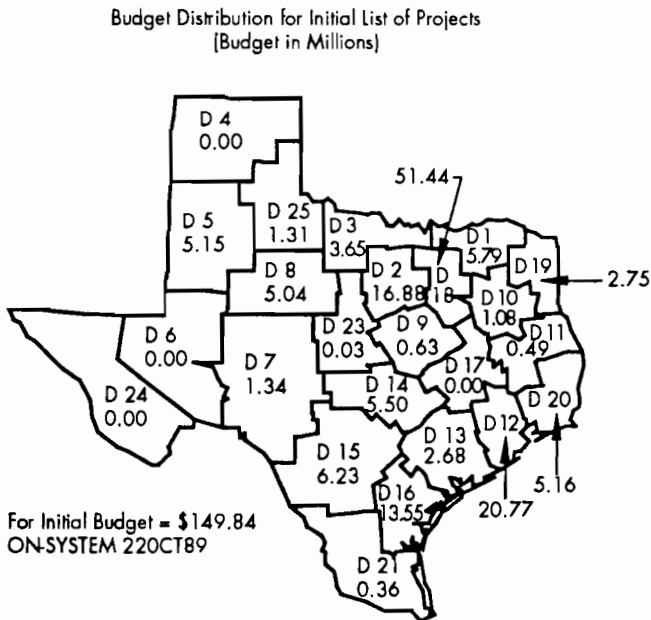 Budget Distribution for Initial List of Projects
(Budget in Millions)
D 4
0.00
51.44
D 25
1.31
D 5
5.15
D 3
3.65
D 1
5.79
D 19
2.75
D 8
5.04
D 2
16.88
D
18
D 10
1.08
D 6
0.00
D 23
0.03
D 9
0.63
D 11
0.49
D 7
1.34
D 17
0.00
D 24
0.00
D 14
5.50
D 20
5.16
D 12
20.77
D 13
2.68
D 15
6.23
D 16
13.55
For Initial Budget = $149.84
ON-SYSTEM 22OCT89
D 21
0.36